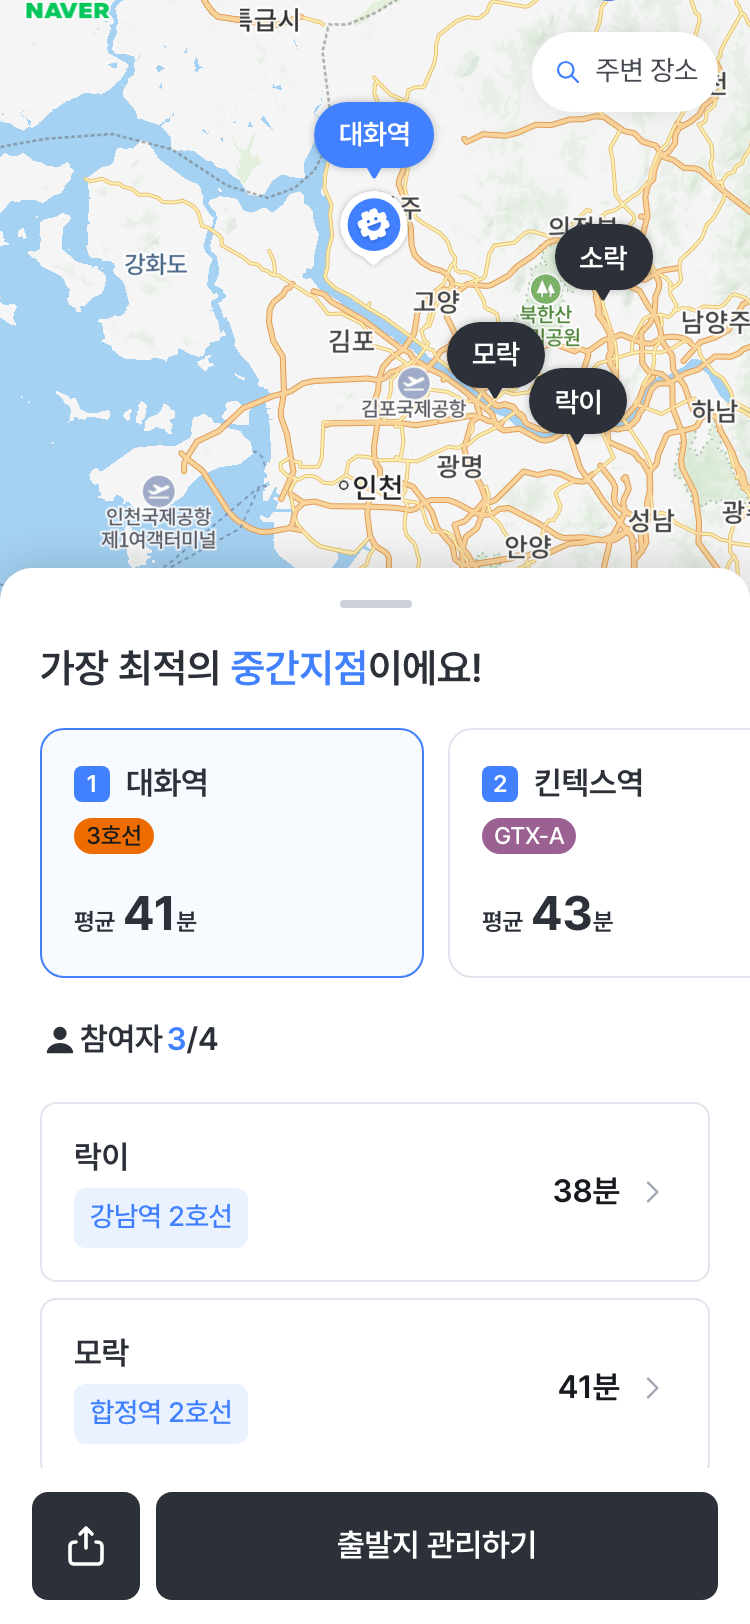 NAVER
특급시
주변 장소
천
대화역
주
의정부
소락
강화도
고양
북한산
공원
남양주
김포
모락
락이
김포국제공항
하남
광명
인천
인천국제공항
제1여객터미널
성남
안양
가장 최적의 중간지점이에요!
1 대화역
3호선
평균 41분
2 킨텍스역
GTX-A
평균 43분
참여자 3/4
락이
강남역 2호선
38분
모락
합정역 2호선
41분
출발지 관리하기